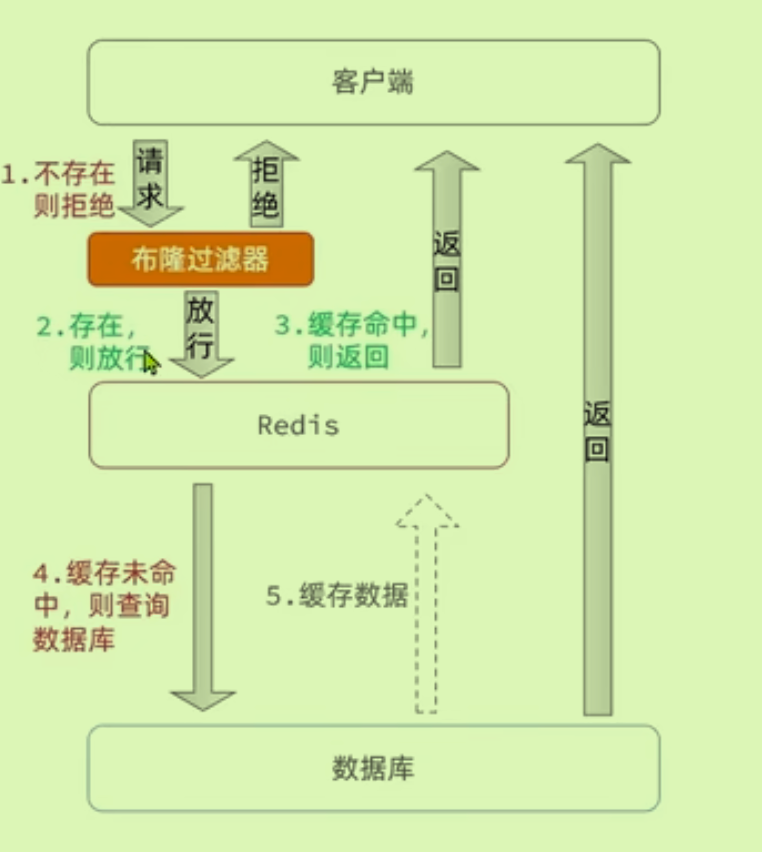 客户端
1.不存在
则拒绝
请
求
拒
绝
布隆过滤器
2.存在,
则放行
放
行
3.缓存命中,
则返回
返
回
Redis
返
回
4.缓存未命
中, 则查询
数据库
5.缓存数据
数据库